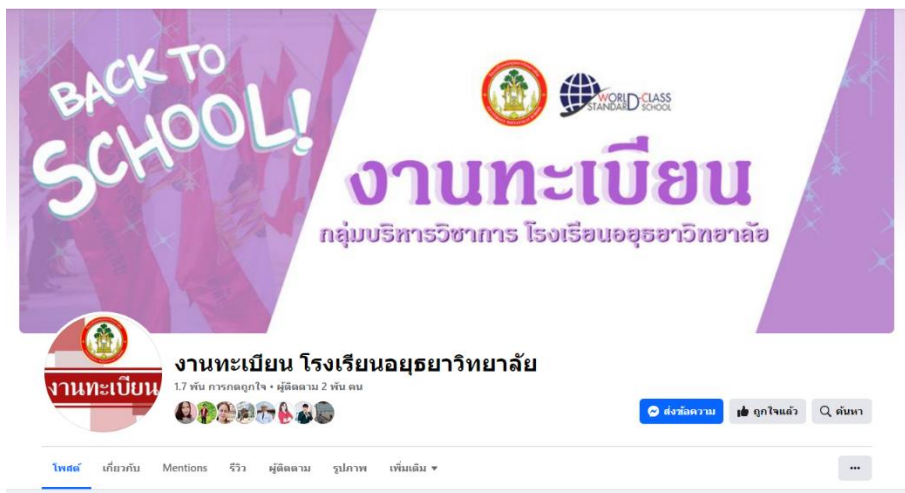 BACK TO
SCHOOL!
WORLD-CLASS
STANDARD SCHOOL
งานทะเบียน
กลุ่มบริหารวิชาการ โรงเรียนอยุธยาวิทยาลัย
งานทะเบียน
งานทะเบียน โรงเรียนอยุธยาวิทยาลัย
1.7 พัน การกดถูกใจ • ผู้ติดตาม 2 พัน คน
ส่งข้อความ ถูกใจแล้ว ค้นหา
โพสต์ เกี่ยวกับ Mentions รีวิว ผู้ติดตาม รูปภาพ เพิ่มเติม